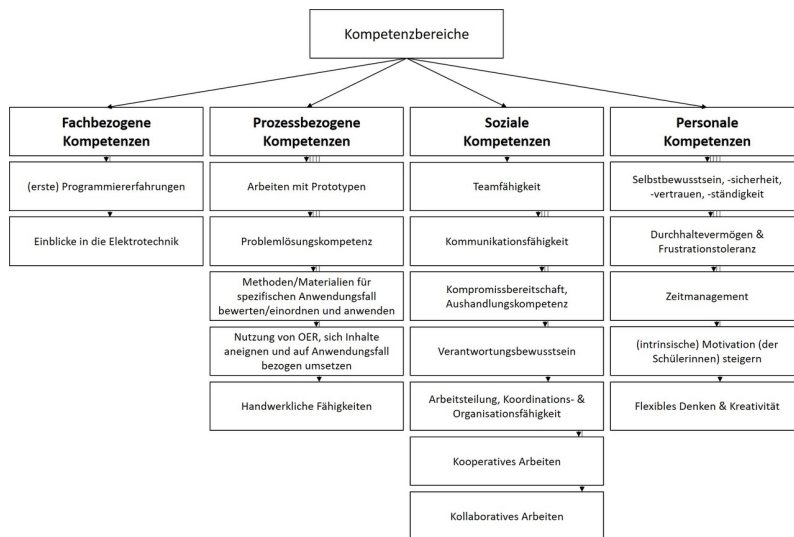 Kompetenzbereiche
Fachbezogene
Kompetenzen
(erste) Programmiererfahrungen
Einblicke in die Elektrotechnik
Prozessbezogene
Kompetenzen
Arbeiten mit Prototypen
Problemlösungskompetenz
Methoden/Materialien für
spezifischen Anwendungsfall
bewerten/einordnen und anwenden
Nutzung von OER, sich Inhalte
aneignen und auf Anwendungsfall
bezogen umsetzen
Handwerkliche Fähigkeiten
Soziale
Kompetenzen
Teamfähigkeit
Kommunikationsfähigkeit
Kompromissbereitschaft,
Aushandlungskompetenz
Verantwortungsbewusstsein
Arbeitsteilung, Koordinations- &
Organisationsfähigkeit
Kooperatives Arbeiten
Kollaboratives Arbeiten
Personale
Kompetenzen
Selbstbewusstsein, -sicherheit,
-vertrauen, -ständigkeit
Durchhaltevermögen &
Frustrationstoleranz
Zeitmanagement
(intrinsische) Motivation (der
Schülerinnen) steigern
Flexibles Denken & Kreativität